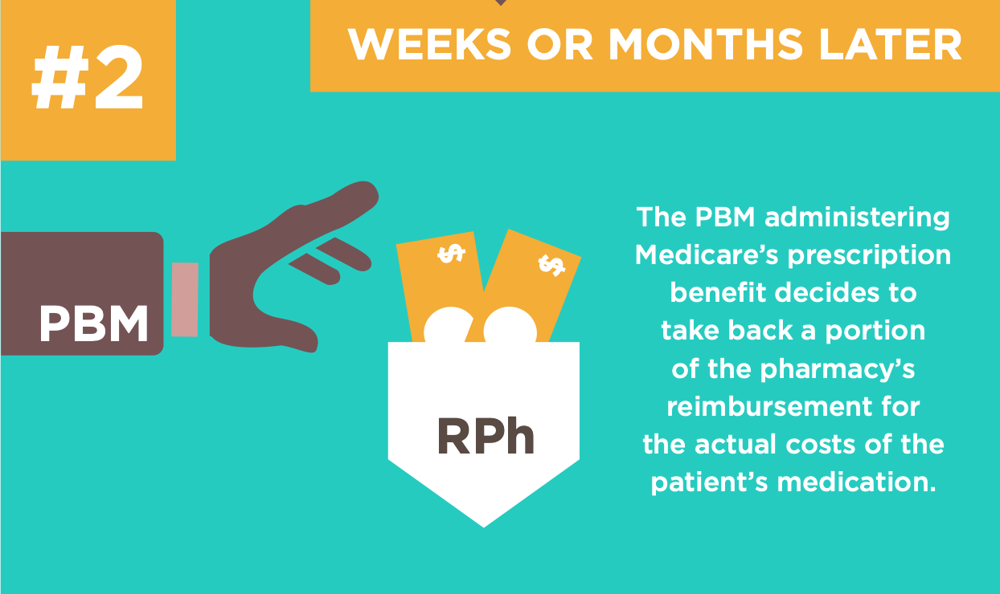 #2
WEEKS OR MONTHS LATER
PBM
$
$
RPh
The PBM administering
Medicare’s prescription
benefit decides to
take back a portion
of the pharmacy’s
reimbursement for
the actual costs of the
patient’s medication.